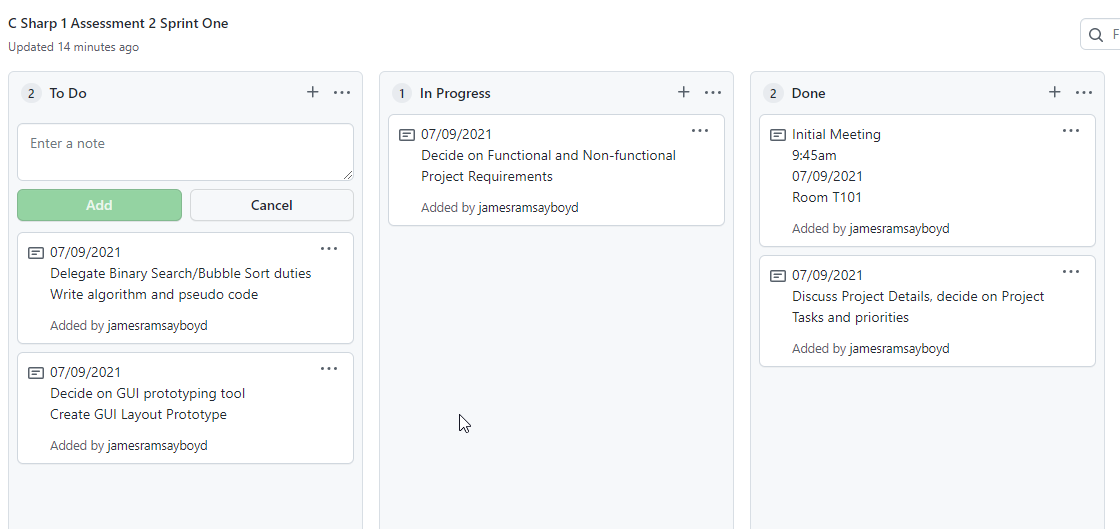 C Sharp 1 Assessment 2 Sprint One
Updated 14 minutes ago
F
2 To Do
Enter a note
Add Cancel
07/09/2021
Delegate Binary Search/Bubble Sort duties
Write algorithm and pseudo code
Added by jamesramsayboyd
07/09/2021
Decide on GUI prototyping tool
Create GUI Layout Prototype
Added by jamesramsayboyd
1 In Progress
07/09/2021
Decide on Functional and Non-functional
Project Requirements
Added by jamesramsayboyd
2 Done
Initial Meeting
9:45am
07/09/2021
Room T101
Added by jamesramsayboyd
07/09/2021
Discuss Project Details, decide on Project
Tasks and priorities
Added by jamesramsayboyd